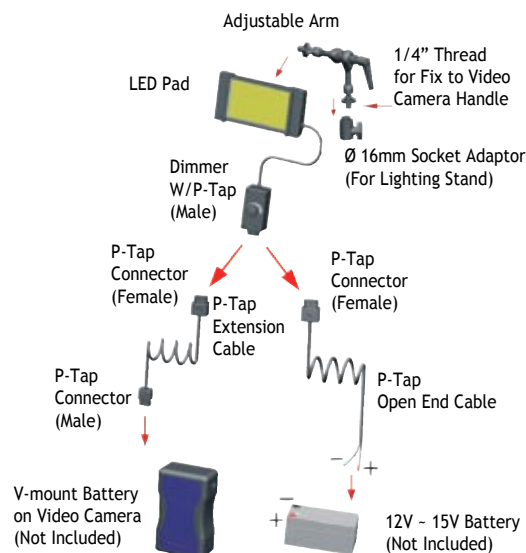 Adjustable Arm
1/4” Thread
for Fix to Video
Camera Handle
LED Pad
Ø 16mm Socket Adaptor
(For Lighting Stand)
Dimmer
W/P-Tap
(Male)
P-Tap
Connector
(Female)
P-Tap
Extension
Cable
P-Tap
Connector
(Female)
P-Tap
Connector
(Male)
P-Tap
Open End Cable
− +
V-mount Battery
on Video Camera
(Not Included)
−
+
12V ~ 15V Battery
(Not Included)